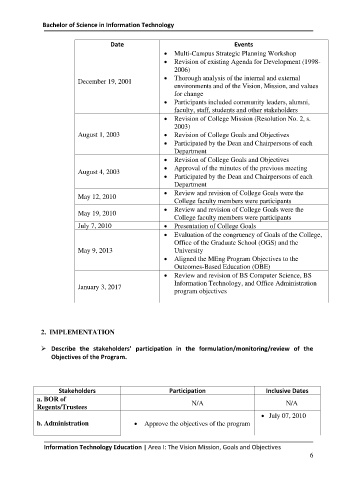 Bachelor of Science in Information Technology
Date Events
December 19, 2001
• Multi-Campus Strategic Planning Workshop
• Revision of existing Agenda for Development (1998-
2006)
• Thorough analysis of the internal and external
environments and of the Vision, Mission, and values
for change
• Participants included community leaders, alumni,
faculty, staff, students and other stakeholders
August 1, 2003
• Revision of College Mission (Resolution No. 2, s.
2003)
• Revision of College Goals and Objectives
• Participated by the Dean and Chairpersons of each
Department
August 4, 2003
• Revision of College Goals and Objectives
• Approval of the minutes of the previous meeting
• Participated by the Dean and Chairpersons of each
Department
May 12, 2010
• Review and revision of College Goals were the
College faculty members were participants
May 19, 2010
• Review and revision of College Goals were the
College faculty members were participants
July 7, 2010 • Presentation of College Goals
May 9, 2013
• Evaluation of the congruency of Goals of the College,
Office of the Graduate School (OGS) and the
University
• Aligned the MEng Program Objectives to the
Outcomes-Based Education (OBE)
January 3, 2017
• Review and revision of BS Computer Science, BS
Information Technology, and Office Administration
program objectives
2. IMPLEMENTATION
➢ Describe the stakeholders' participation in the formulation/monitoring/review of the
Objectives of the Program.
Stakeholders Participation Inclusive Dates
a. BOR of
Regents/Trustees
N/A N/A
b. Administration
• Approve the objectives of the program
• July 07, 2010
Information Technology Education | Area I: The Vision Mission, Goals and Objectives
6